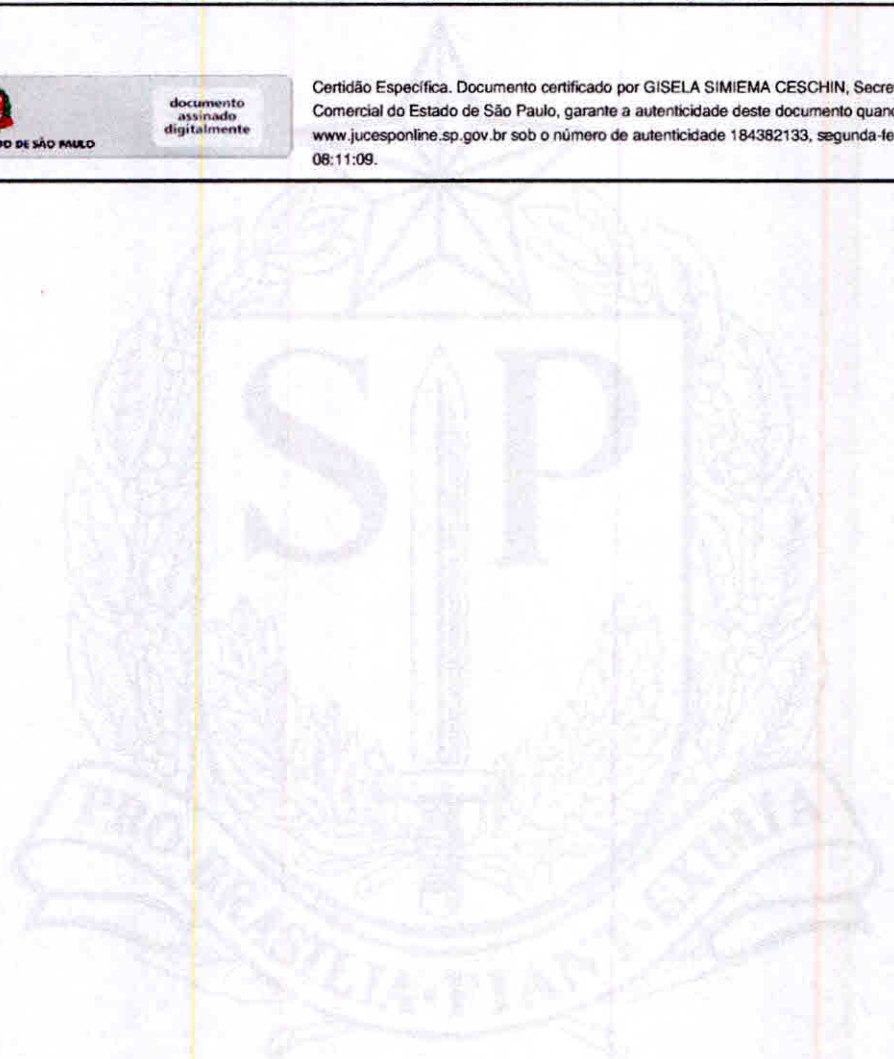 DO DE SÃO PAULO
documento
assinado
digitalmente
Certidão Específica. Documento certificado por GISELA SIMIEMA CESCHIN, Secre
Comercial do Estado de São Paulo, garante a autenticidade deste documento quand
www.jucesponline.sp.gov.br sob o número de autenticidade 184382133, segunda-fe
08:11:09.
SP
PRO·BRASILIA·FIANT·EXIMIA